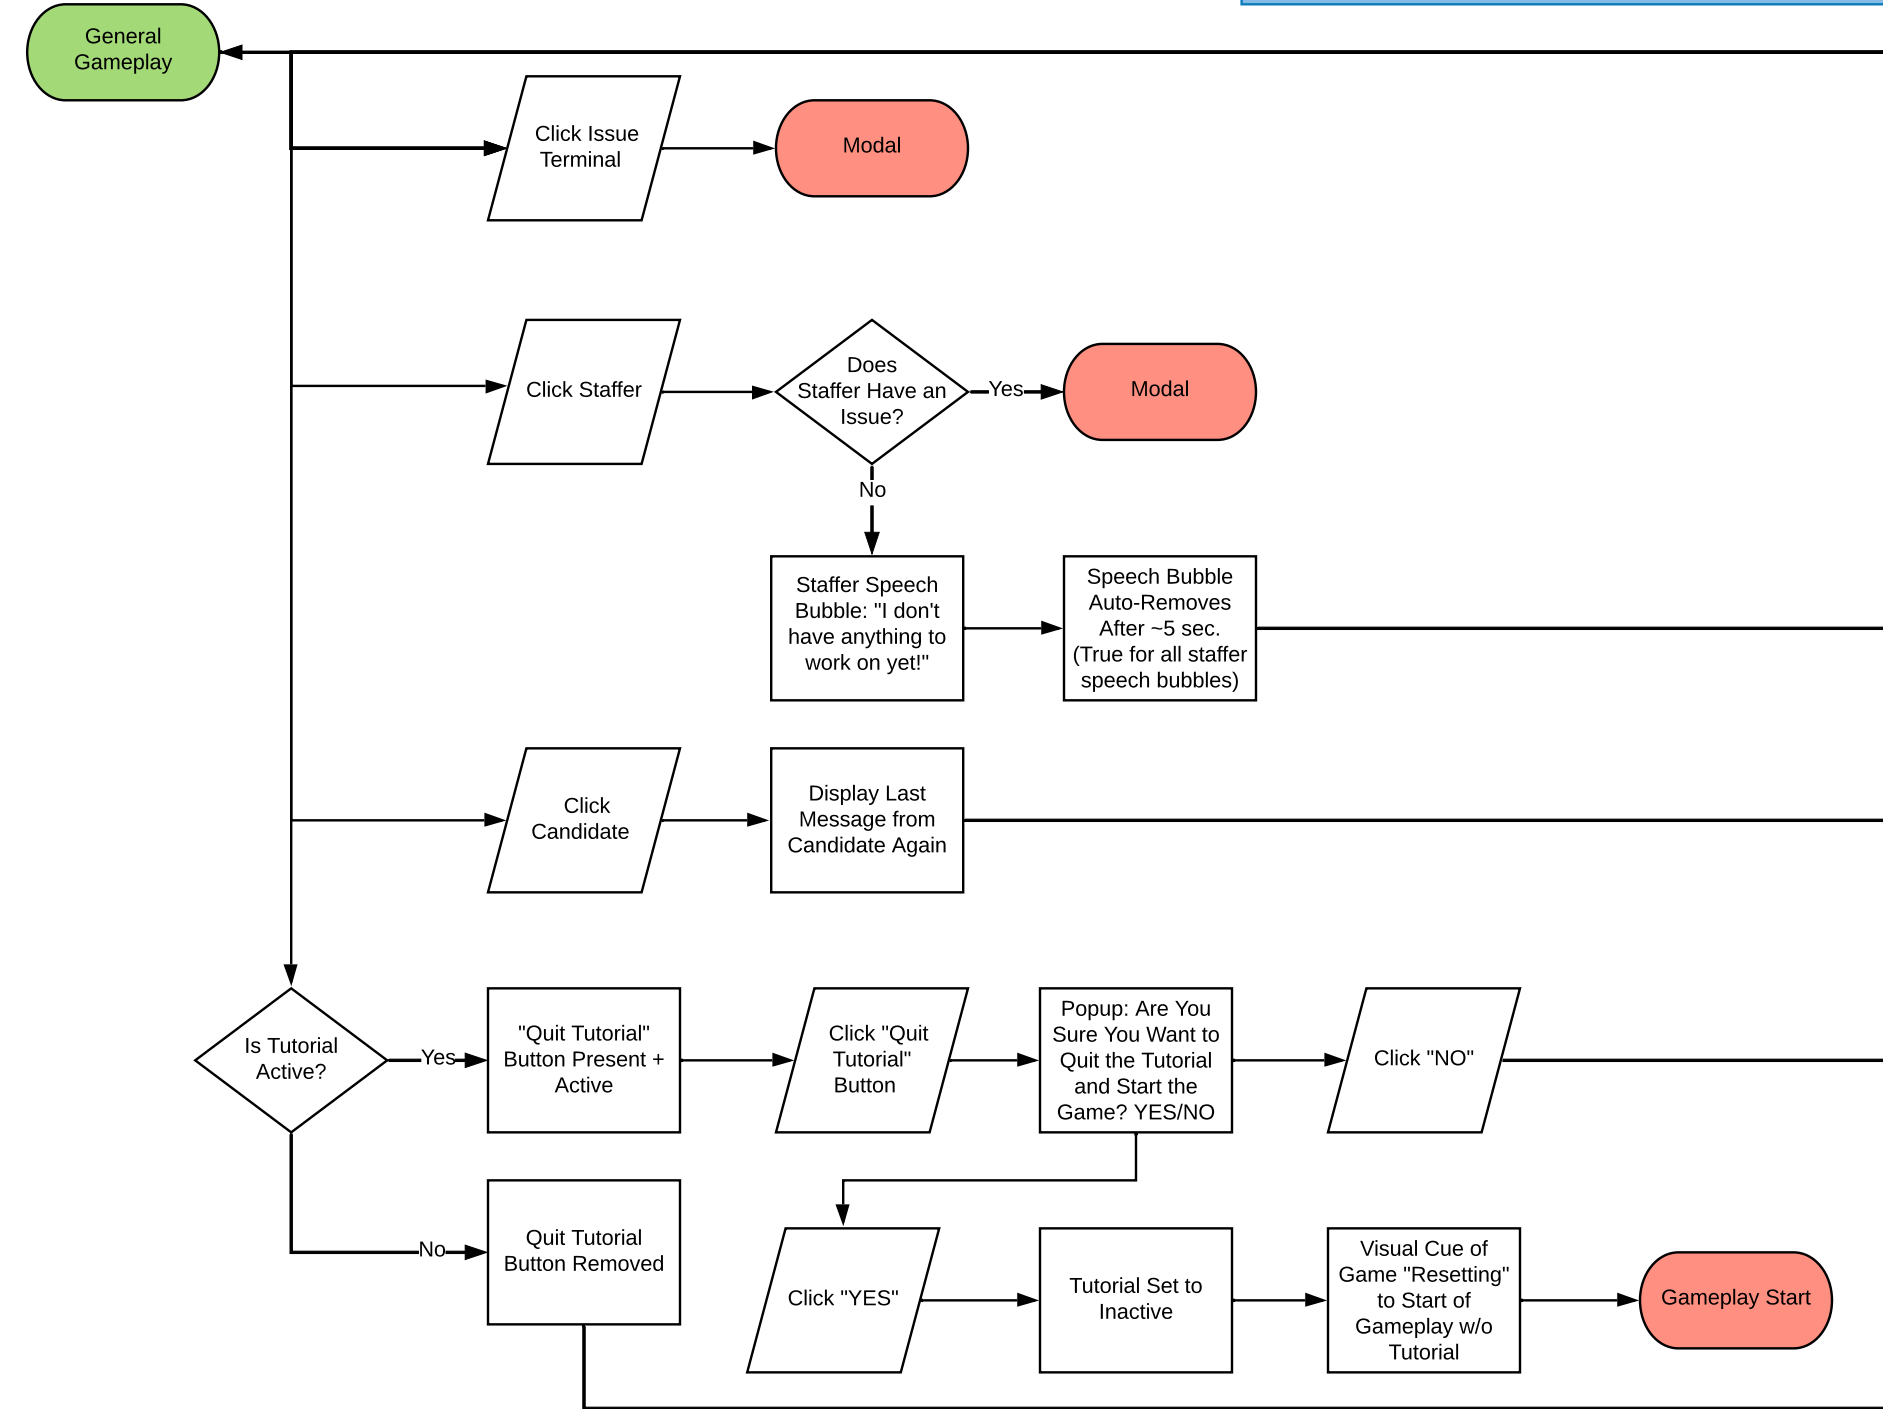 General
Gameplay
Click Issue
Terminal
Modal
Click Staffer
Does
Staffer Have an
Issue?
Yes
Modal
No
Staffer Speech
Bubble: "I don't
have anything to
work on yet!"
Speech Bubble
Auto-Removes
After ~5 sec.
(True for all staffer
speech bubbles)
Click
Candidate
Display Last
Message from
Candidate Again
Is Tutorial
Active?
Yes
"Quit Tutorial"
Button Present +
Active
Click "Quit
Tutorial"
Button
Popup: Are You
Sure You Want to
Quit the Tutorial
and Start the
Game? YES/NO
Click "NO"
No
Quit Tutorial
Button Removed
Click "YES"
Tutorial Set to
Inactive
Visual Cue of
Game "Resetting"
to Start of
Gameplay w/o
Tutorial
Gameplay Start